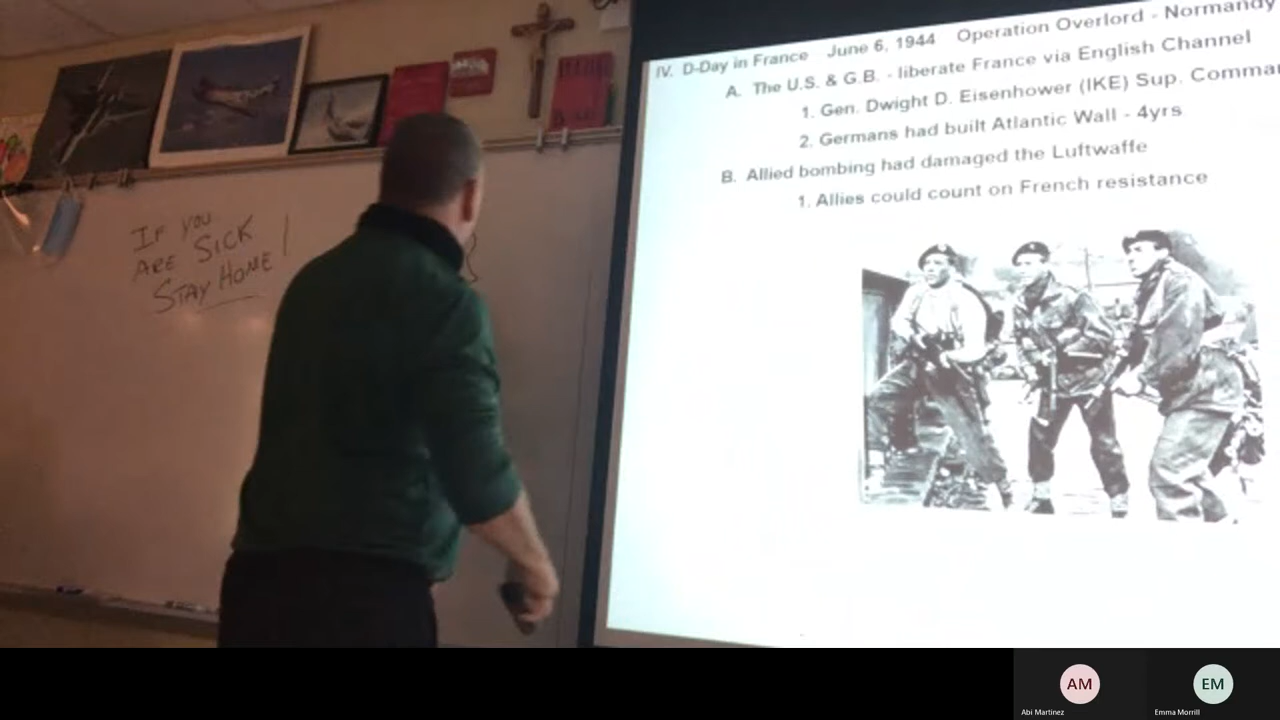 IF YOU
ARE SICK
STAY HOME!
IV. D-Day in France June 6, 1944 Operation Overlord - Normandy
A. The U.S. & G.B. - liberate France via English Channel
1. Gen. Dwight D. Eisenhower (IKE) Sup. Comma
2. Germans had built Atlantic Wall - 4yrs
B. Allied bombing had damaged the Luftwaffe
1. Allies could count on French resistance
AM
EM
Abi Martinez
Emma Morrill